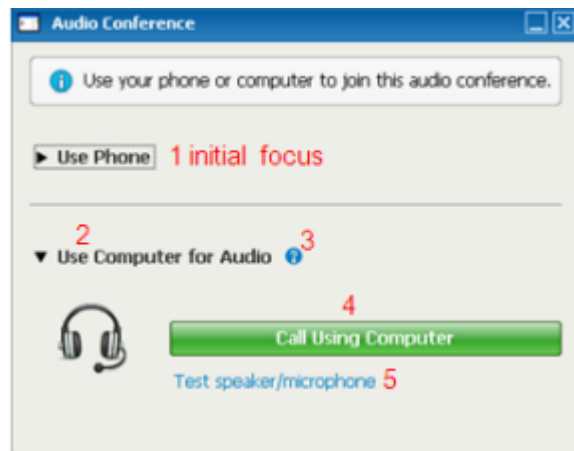 Audio Conference
Use your phone or computer to join this audio conference.
Use Phone 1 initial focus
2
Use Computer for Audio 3
4
Call Using Computer
Test speaker/microphone 5